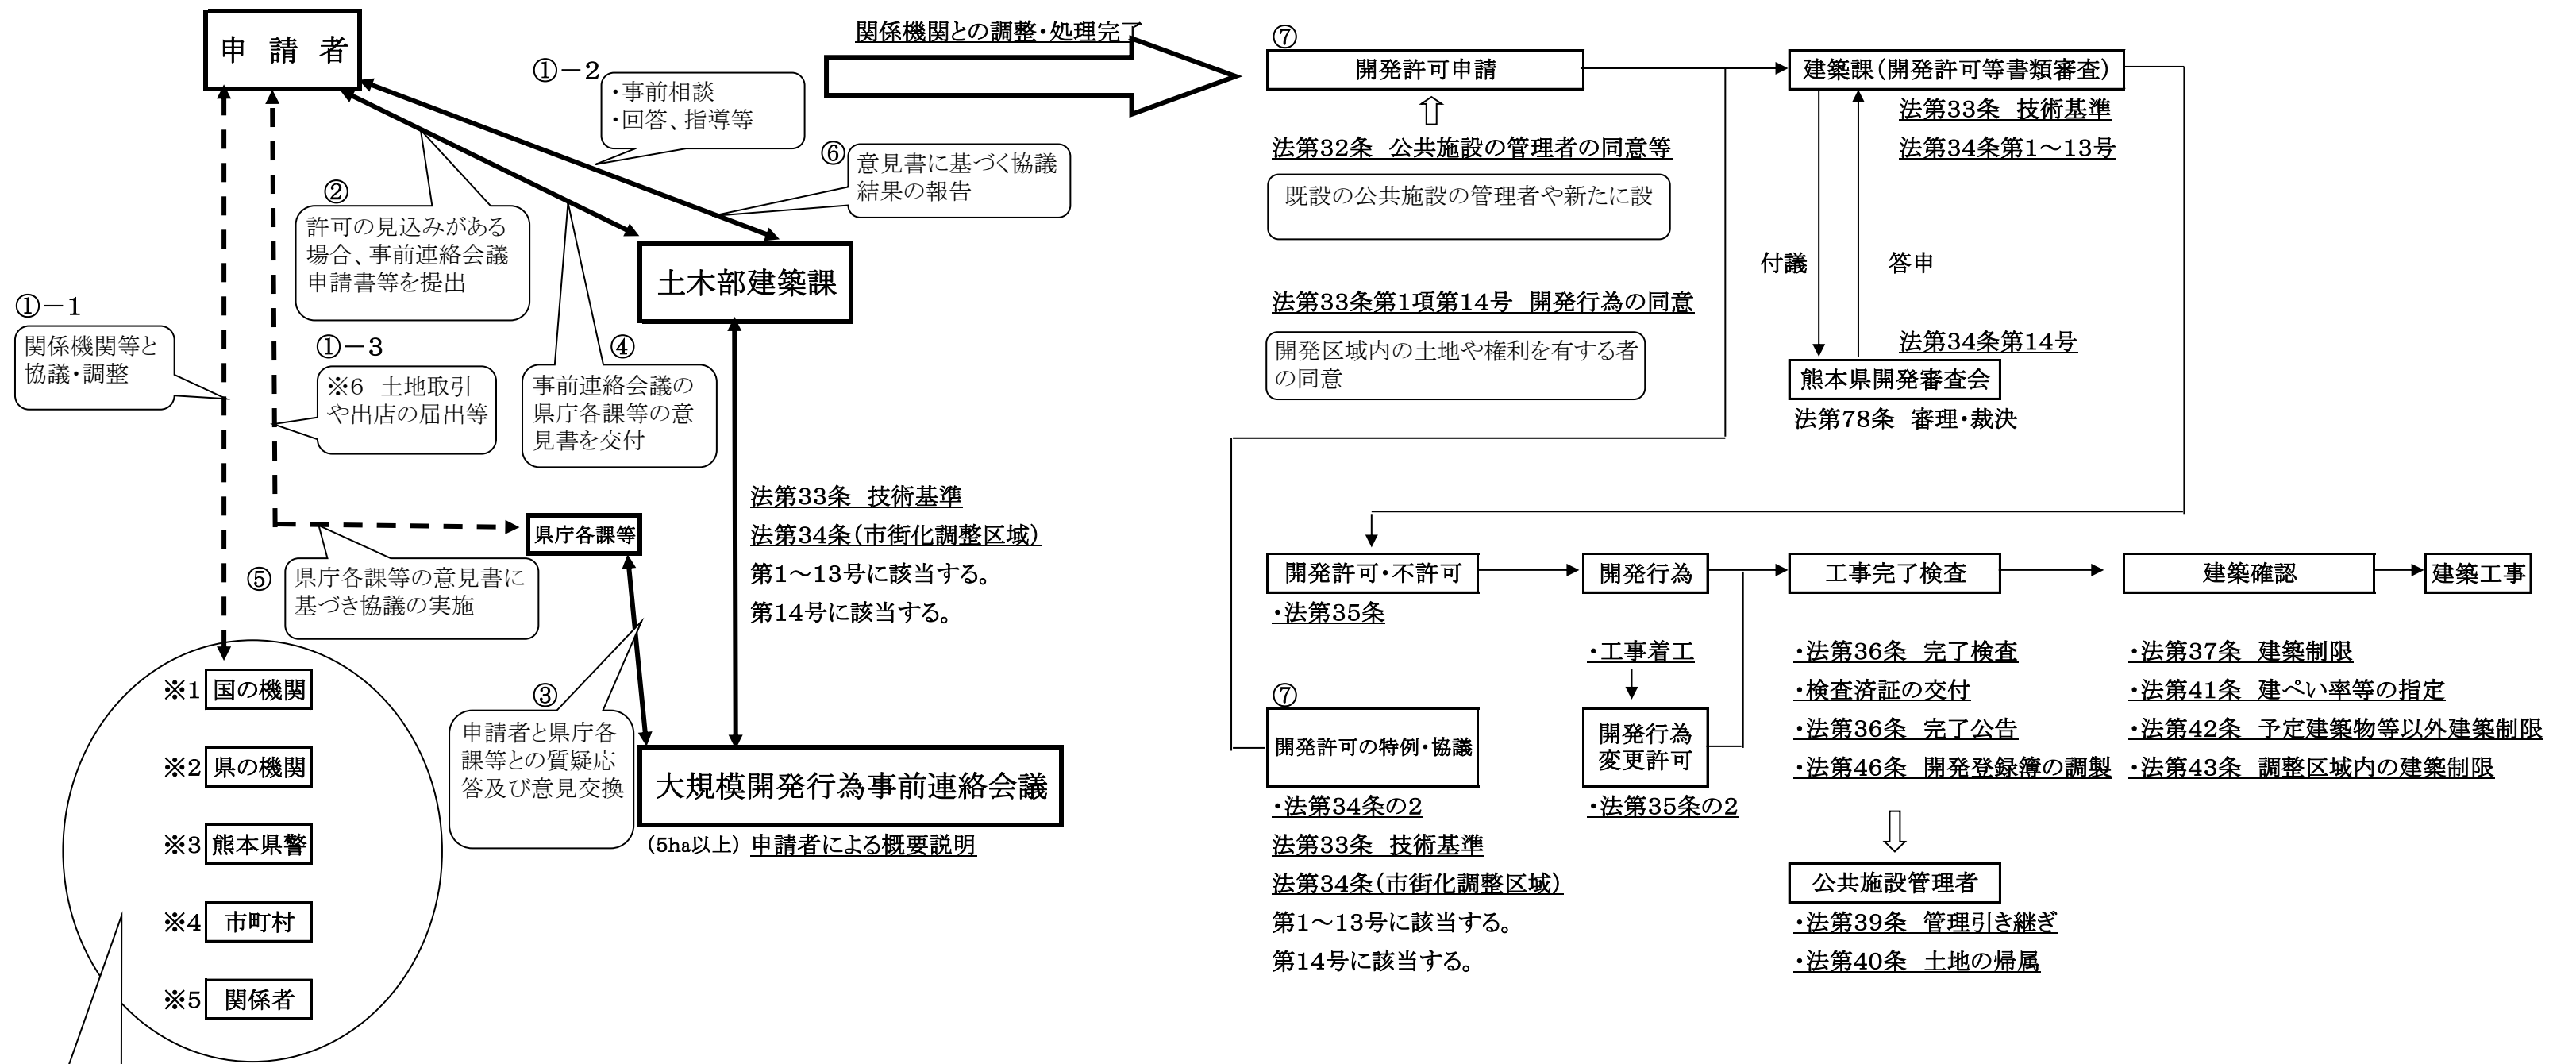 申 請 者
①－2
・事前相談
・回答、指導等
⑥
意見書に基づく協議
結果の報告
②
許可の見込みがある
場合、事前連絡会議
申請書等を提出
土木部建築課
①－1
関係機関等と
協議・調整
①－3
※6　土地取引
や出店の届出等
④
事前連絡会議の
県庁各課等の意
見書を交付
法第33条　技術基準
法第34条（市街化調整区域）
第1～13号に該当する。
第14号に該当する。
県庁各課等
⑤
県庁各課等の意見書に
基づき協議の実施
③
申請者と県庁各
課等との質疑応
答及び意見交換
※1 国の機関
※2 県の機関
※3 熊本県警
※4 市町村
※5 関係者
大規模開発行為事前連絡会議
（5ha以上） 申請者による概要説明
関係機関との調整・処理完了
⑦
開発許可申請
法第32条　公共施設の管理者の同意等
既設の公共施設の管理者や新たに設
法第33条第1項第14号　開発行為の同意
開発区域内の土地や権利を有する者
の同意
建築課（開発許可等書類審査）
法第33条　技術基準
法第34条第1～13号
付議
答申
法第34条第14号
熊本県開発審査会
法第78条　審理・裁決
開発許可・不許可
・法第35条
開発行為
・工事着工
開発行為
変更許可
・法第35条の2
⑦
開発許可の特例・協議
・法第34条の2
法第33条　技術基準
法第34条（市街化調整区域）
第1～13号に該当する。
第14号に該当する。
工事完了検査
・法第36条　完了検査
・検査済証の交付
・法第36条　完了公告
・法第46条　開発登録簿の調製
公共施設管理者
・法第39条　管理引き継ぎ
・法第40条　土地の帰属
建築確認
・法第37条　建築制限
・法第41条　建ぺい率等の指定
・法第42条　予定建築物等以外建築制限
・法第43条　調整区域内の建築制限
建築工事